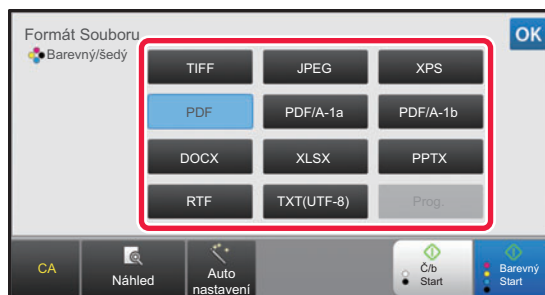 Formát Souboru
OK
Barevný/šedý
TIFF
JPEG
XPS
PDF
PDF/A-1a
PDF/A-1b
DOCX
XLSX
PPTX
RTF
TXT(UTF-8)
Prog.
CA
Náhled
Auto
nastavení
Č/b
Start
Barevný
Start